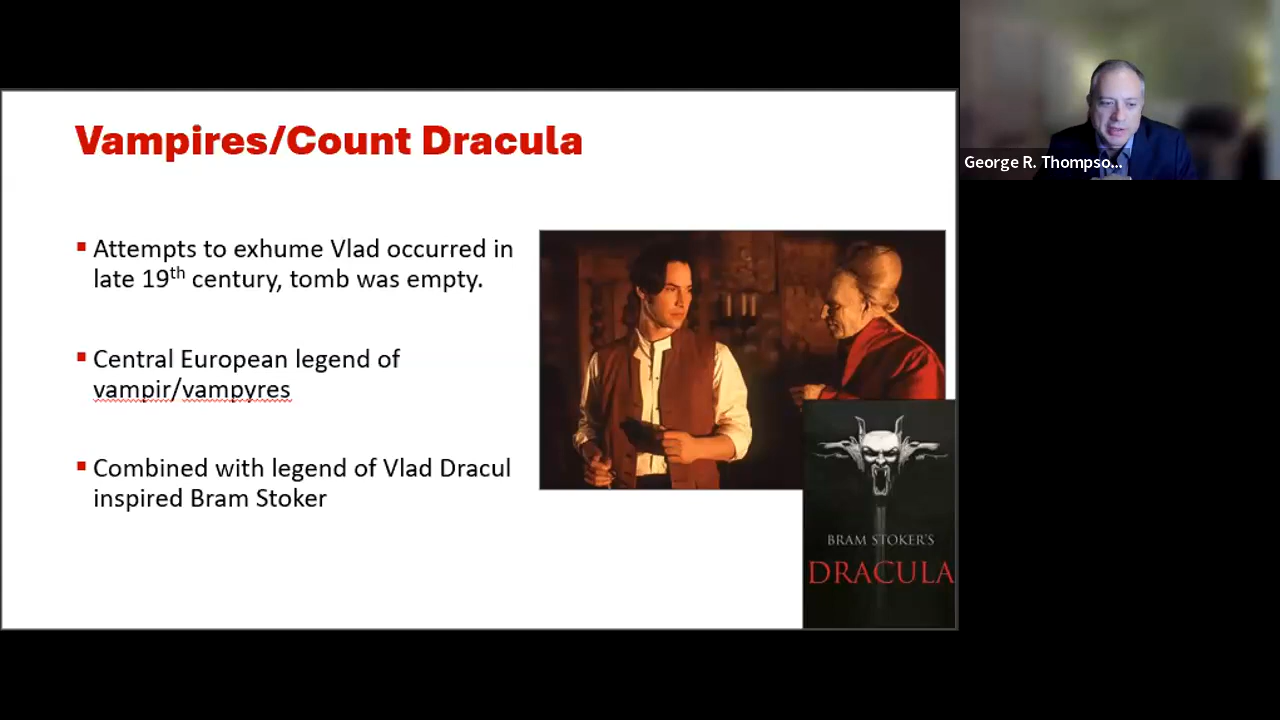 Vampires/Count Dracula
▪ Attempts to exhume Vlad occurred in
late 19th century, tomb was empty.
▪ Central European legend of
vampir/vampyres
▪ Combined with legend of Vlad Dracul
inspired Bram Stoker
BRAM STOKER'S
DRACULA
George R. Thompso...